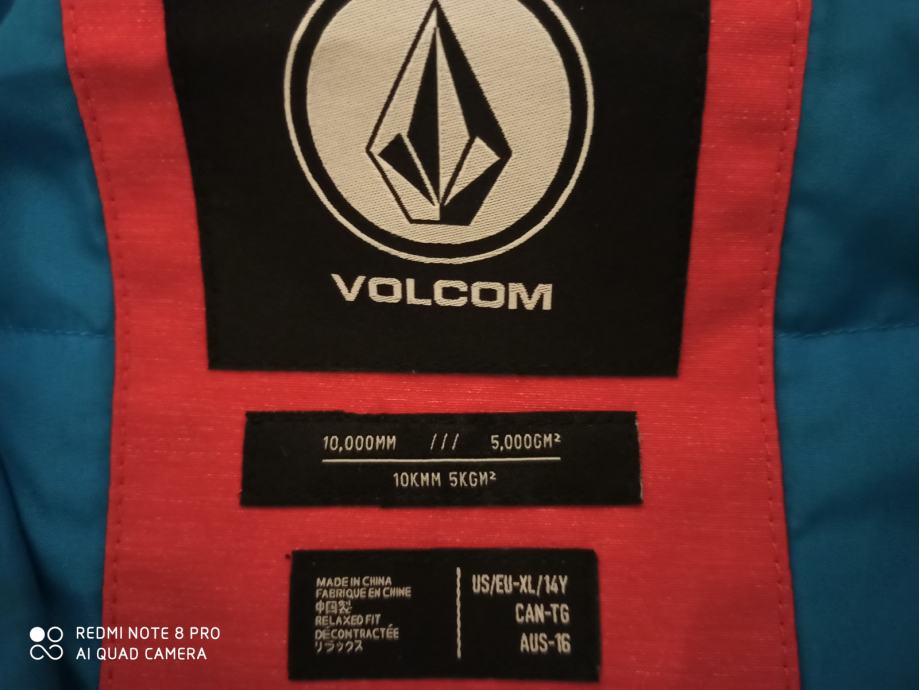 VOLCOM
10,000MM /// 5,000GM²
10KMM 5KGM²
MADE IN CHINA
FABRIQUÉ EN CHINE
中国製
RELAXED FIT
DÉCONTRACTÉE
リラックス
US/EU-XL/14Y
CAN-TG
AUS-16
REDMI NOTE 8 PRO
AI QUAD CAMERA